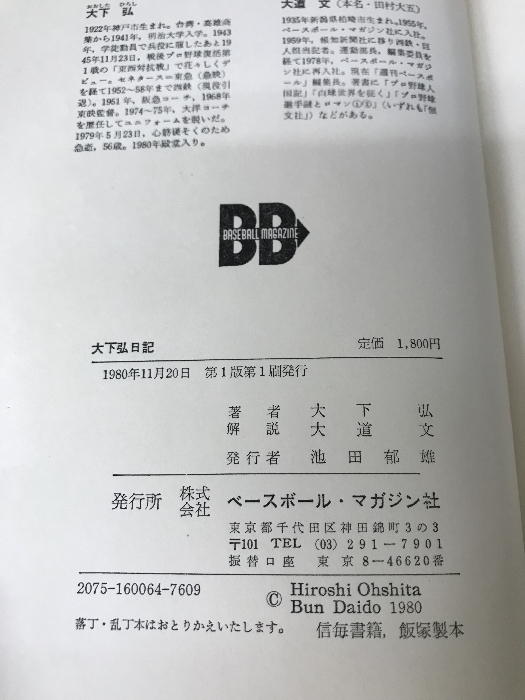 おおした ひろし
大下 弘
1922年神戸市生まれ。台湾・高雄商
業から1941年、明治大学入学。1943
年、学徒動員で兵役に服したあと19
45年11月23日、戦後プロ野球復活第
1戦の「東西対抗戦」で花々しくデ
ビュー。セネタース―東急（急映）
を経て1952〜58年まで西鉄（現役引
退）。1951年、阪急コーチ、1968年
東映監督。1974〜75年、大洋コーチ
を歴任してユニフォームを脱いだ。
1979年5月23日、心筋梗そくのため
急逝、56歳。1980年殿堂入り。
大道 文（本名・田村大五）
1935年新潟県柏崎市生まれ。1955年、
ベースボール・マガジン社に入社。
1959年、報知新聞社に移り西鉄・巨
人担当記者。運動部長、編集委員を
経て1978年、ベースボール・マガジ
ン社に再入社。現在「週刊ベースボ
ール」編集長。著書に『プロ野球人
国記』『白球世界を征く』『プロ野球
選手謎とロマン①⑥』（いずれも『恒
文社』）などがある。
BB
BASEBALL MAGAZINE
大下弘日記 定価 1,800円
1980年11月20日 第1版第1刷発行
著者 大下 弘
解説 大道 文
発行者 池田郁雄
発行所 株式会社 ベースボール・マガジン社
東京都千代田区神田錦町3の3
〒101 TEL (03) 291-7901
振替口座 東京 8-46620番
2075-160064-7609
© Hiroshi Ohshita
Bun Daido 1980
落丁・乱丁本はおとりかえいたします。 信毎書籍，飯塚製本